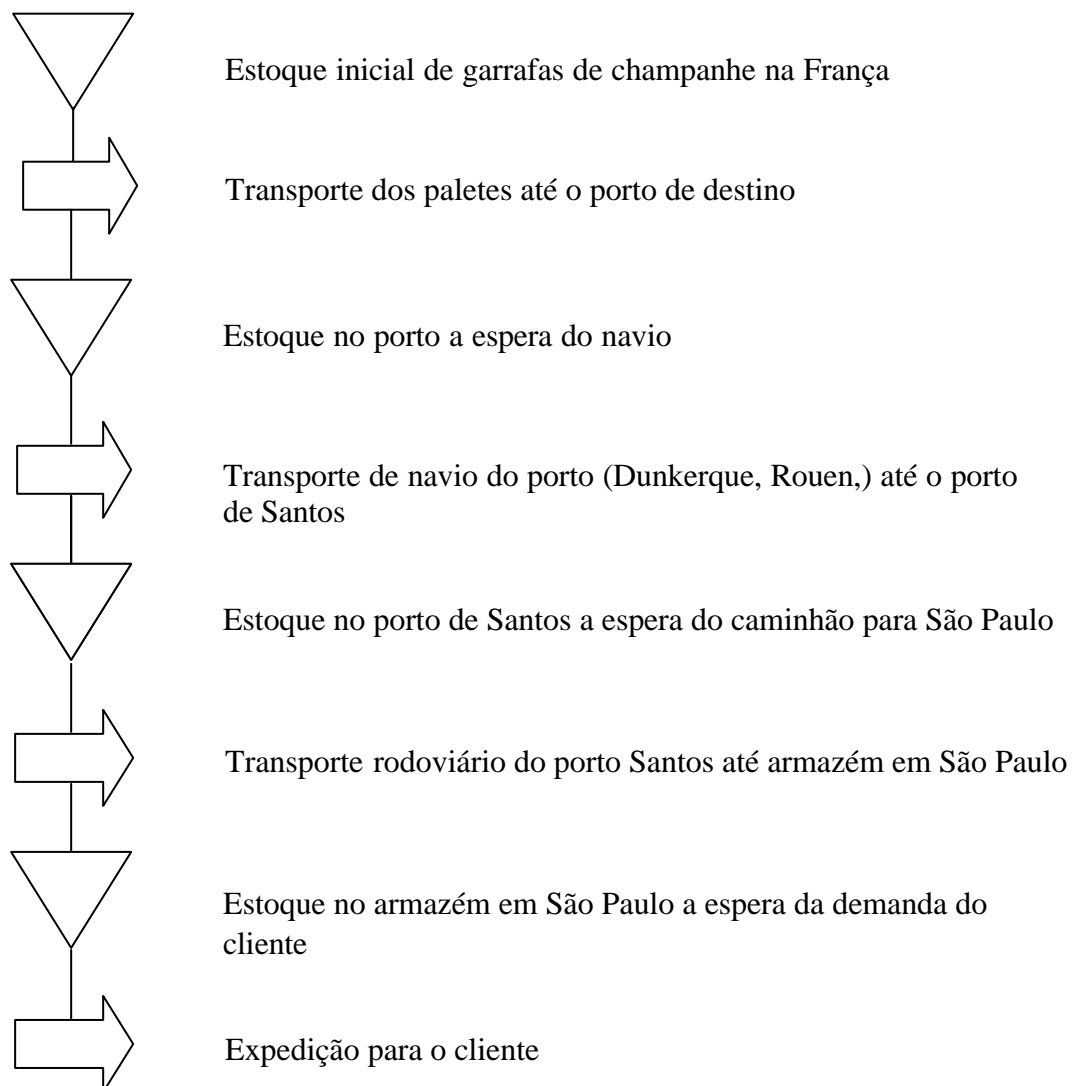 Estoque inicial de garrafas de champanhe na França
Transporte dos paletes até o porto de destino
Estoque no porto a espera do navio
Transporte de navio do porto (Dunkerque, Rouen,) até o porto
de Santos
Estoque no porto de Santos a espera do caminhão para São Paulo
Transporte rodoviário do porto Santos até armazém em São Paulo
Estoque no armazém em São Paulo a espera da demanda do
cliente
Expedição para o cliente